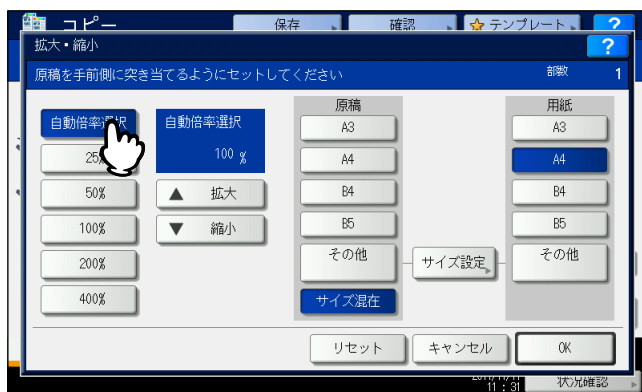 コピー
保存
確認
テンプレート
?
拡大・縮小
?
原稿を手前側に突き当てるようにセットしてください
部数
1
自動倍率選択
25%
50%
100%
200%
400%
自動倍率選択
100 %
▲ 拡大
▼ 縮小
原稿
A3
A4
B4
B5
その他
サイズ混在
サイズ設定
用紙
A3
A4
B4
B5
その他
リセット
キャンセル
OK
11:31
状況確認